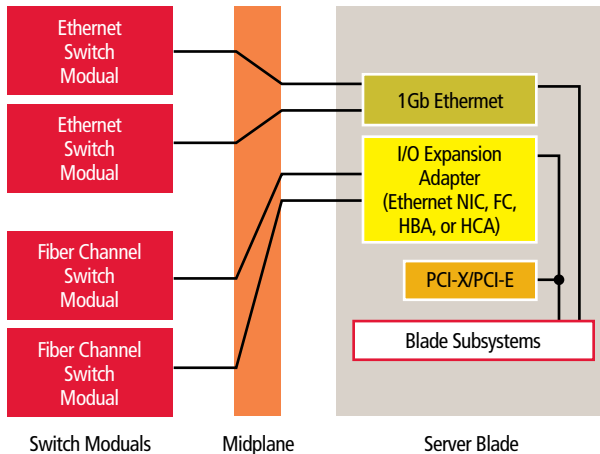 Ethernet
Switch
Modual
Ethernet
Switch
Modual
Fiber Channel
Switch
Modual
Fiber Channel
Switch
Modual
1Gb Ethermet
I/O Expansion
Adapter
(Ethernet NIC, FC,
HBA, or HCA)
PCI-X/PCI-E
Blade Subsystems
Switch Moduals
Midplane
Server Blade